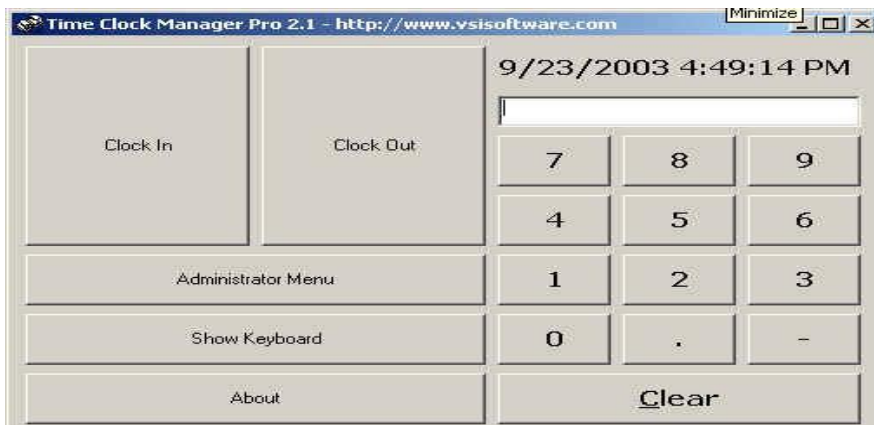 Time Clock Manager Pro 2.1 - http://www.vsisoftware.com
Minimize
Clock In
Clock Out
9/23/2003 4:49:14 PM
7 8 9
4 5 6
Administrator Menu
1 2 3
Show Keyboard
0 . -
About
Clear